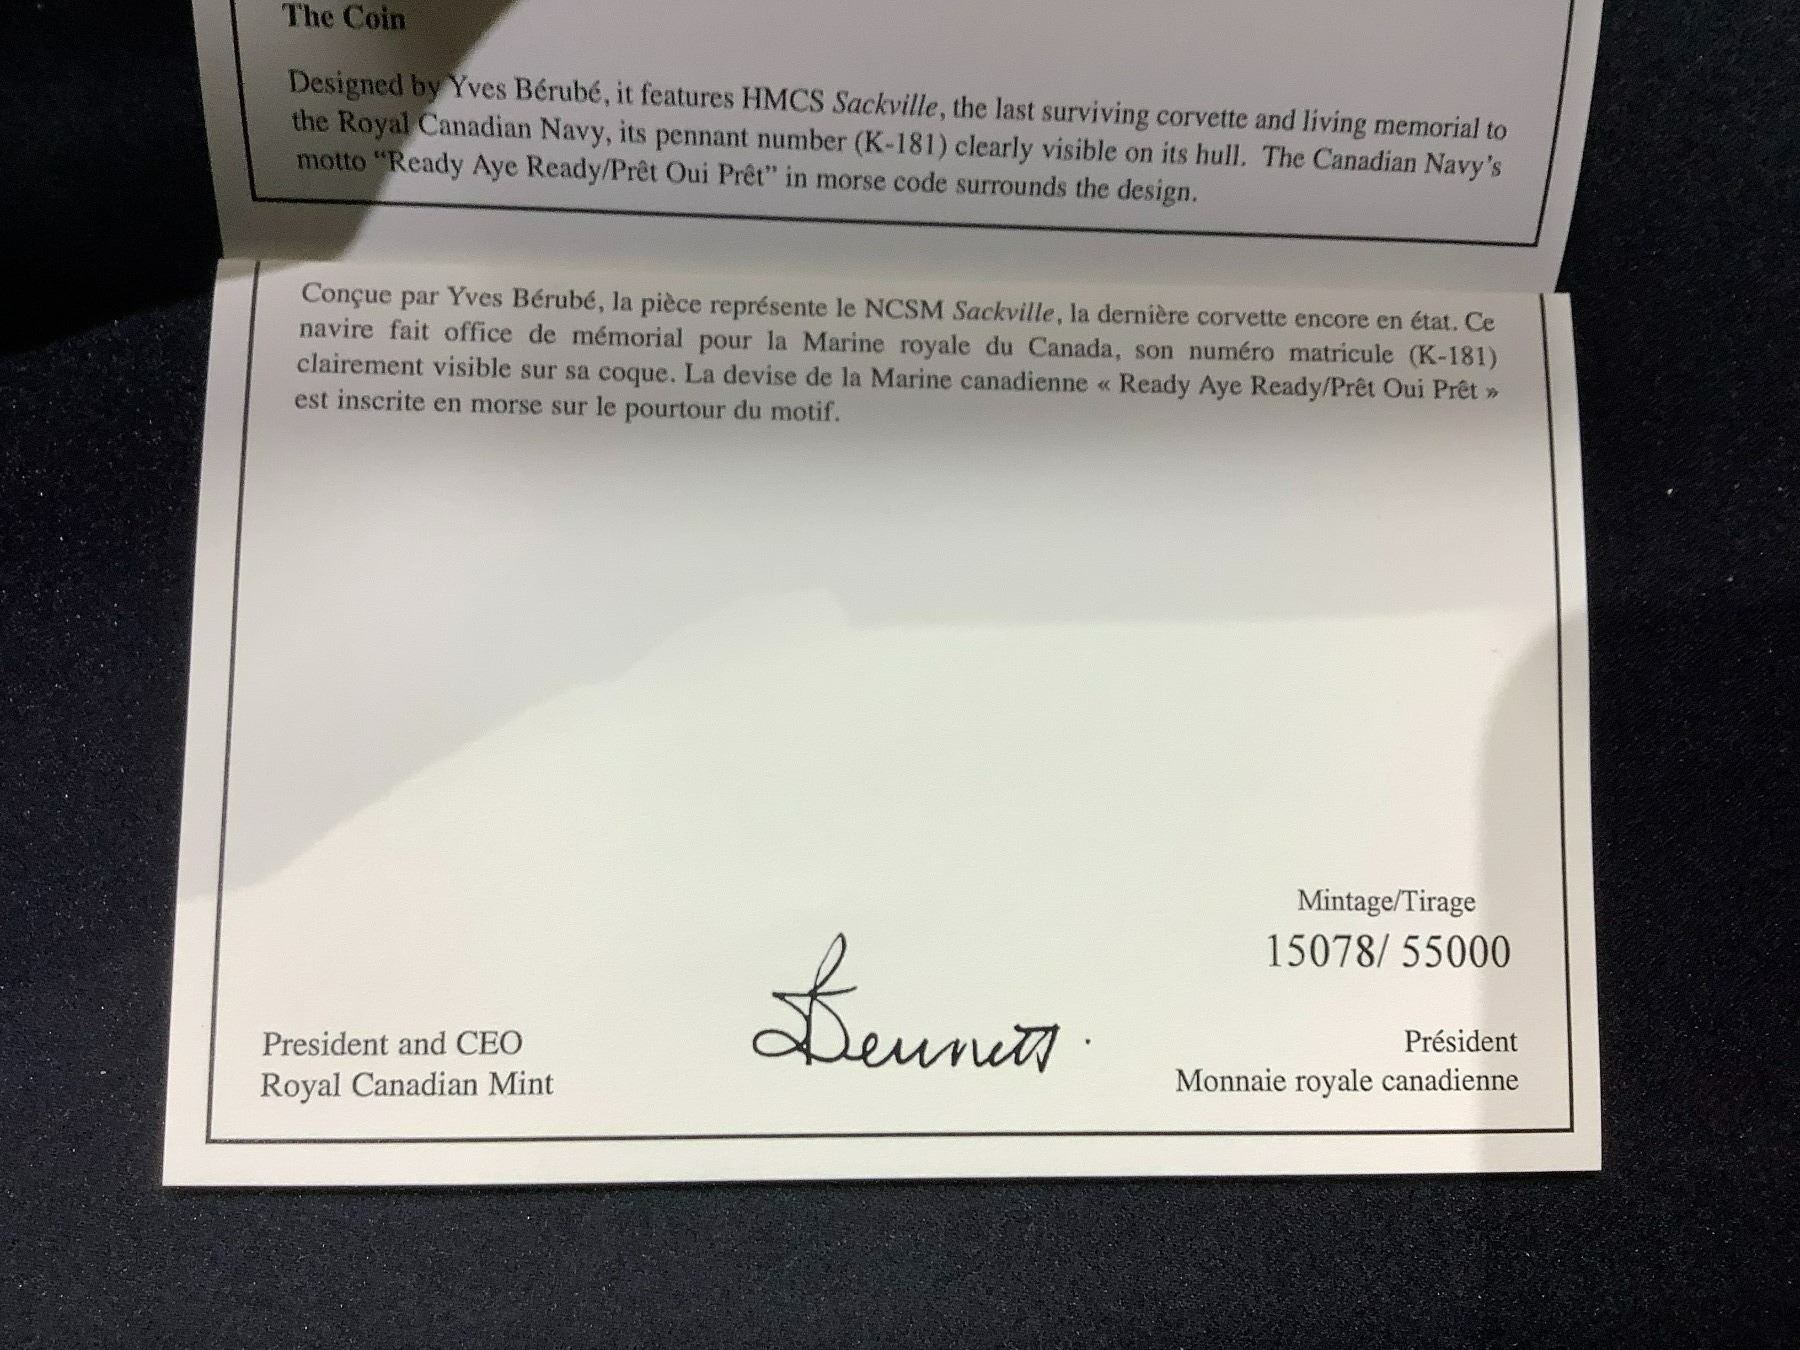 The Coin
Designed by Yves Bérubé, it features HMCS Sackville, the last surviving corvette and living memorial to
the Royal Canadian Navy, its pennant number (K-181) clearly visible on its hull. The Canadian Navy's
motto "Ready Aye Ready/Prêt Oui Prêt" in morse code surrounds the design.
Conçue par Yves Bérubé, la pièce représente le NCSM Sackville, la dernière corvette encore en état. Ce
navire fait office de mémorial pour la Marine royale du Canada, son numéro matricule (K-181)
clairement visible sur sa coque. La devise de la Marine canadienne « Ready Aye Ready/Prêt Oui Prêt »
est inscrite en morse sur le pourtour du motif.
Mintage/Tirage
15078/ 55000
President and CEO
Royal Canadian Mint
Bennett
Président
Monnaie royale canadienne